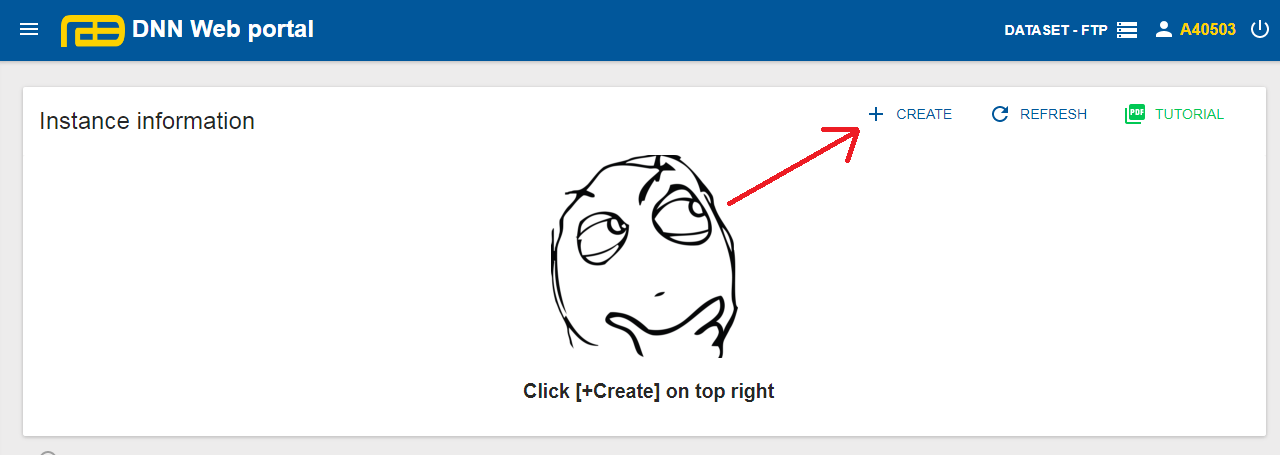 DNN Web portal
DATASET - FTP
A40503
Instance information
CREATE
REFRESH
PDF
TUTORIAL
Click [+Create] on top right